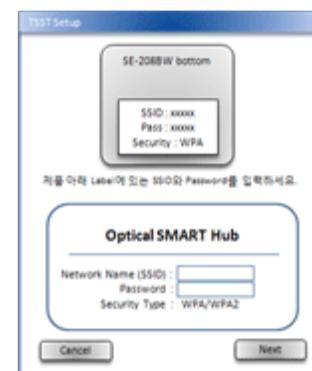 TSST Setup
SE-208BW bottom
SSID : xxxxx
Pass : xxxxx
Security : WPA
제품 아래 Label에 있는 SSID와 Password를 입력하세요.
Optical SMART Hub
Network Name (SSID) :
Password :
Security Type : WPA/WPA2
Cancel
Next